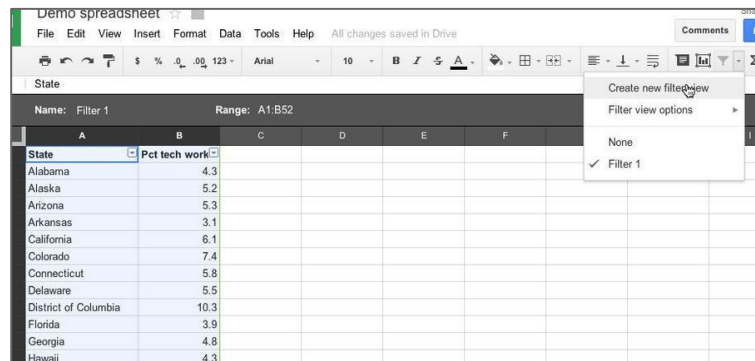 Demo spreadsheet
File Edit View Insert Format Data Tools Help All changes saved in Drive Comments
$ % .0 .00 123 Arial 10 B I S A
State
Create new filter view
Name: Filter 1 Range: A1:B52
Filter view options
A B C D E F I
None
Filter 1
State Pct tech work
Alabama 4.3
Alaska 5.2
Arizona 5.3
Arkansas 3.1
California 6.1
Colorado 7.4
Connecticut 5.8
Delaware 5.5
District of Columbia 10.3
Florida 3.9
Georgia 4.8
Hawaii 4.3